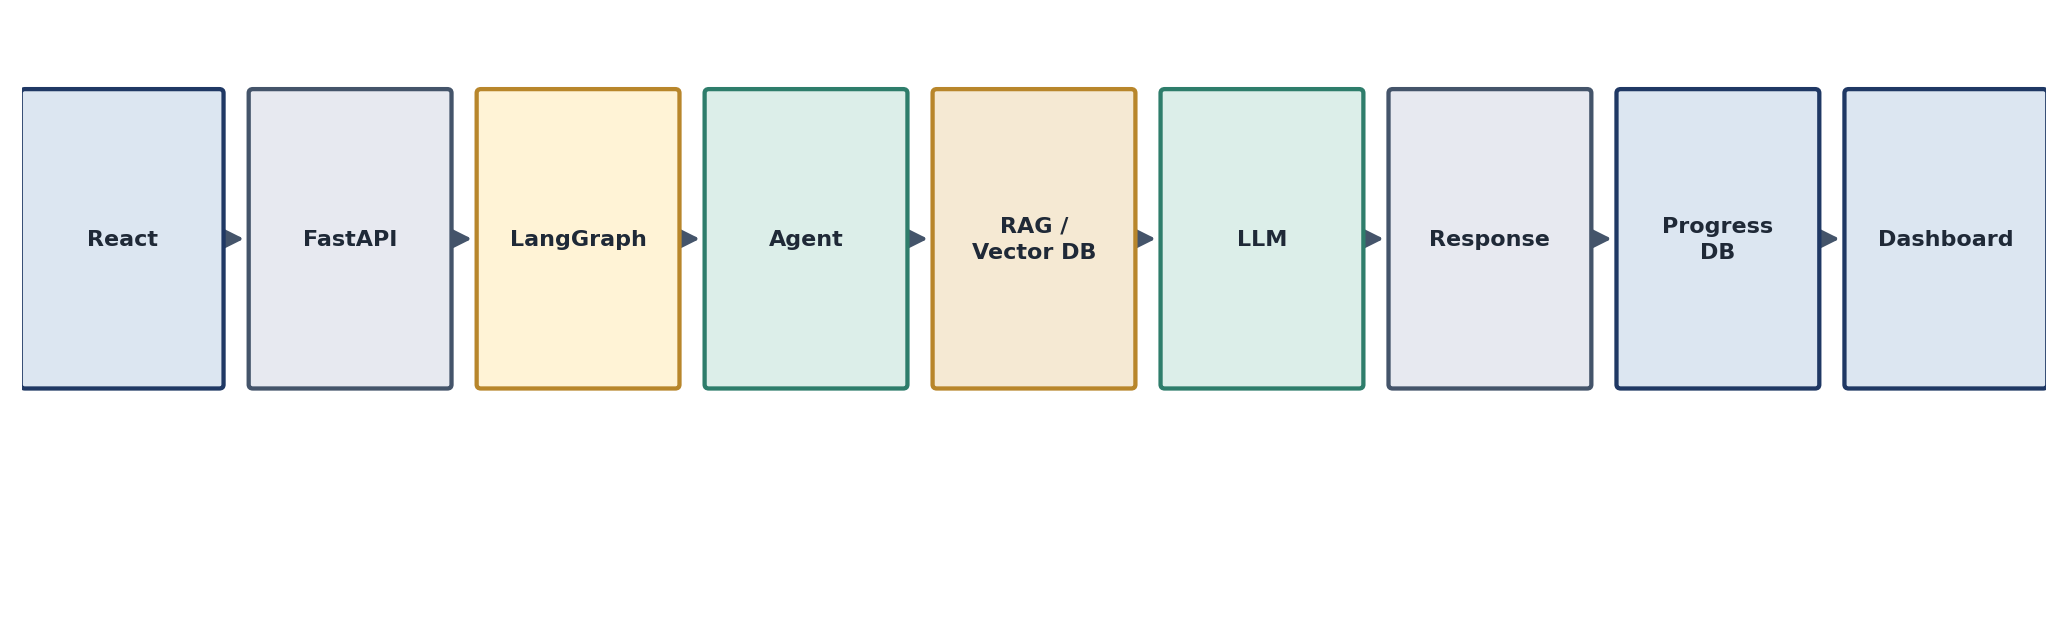 React
FastAPI
LangGraph
Agent
RAG /
Vector DB
LLM
Response
Progress
DB
Dashboard